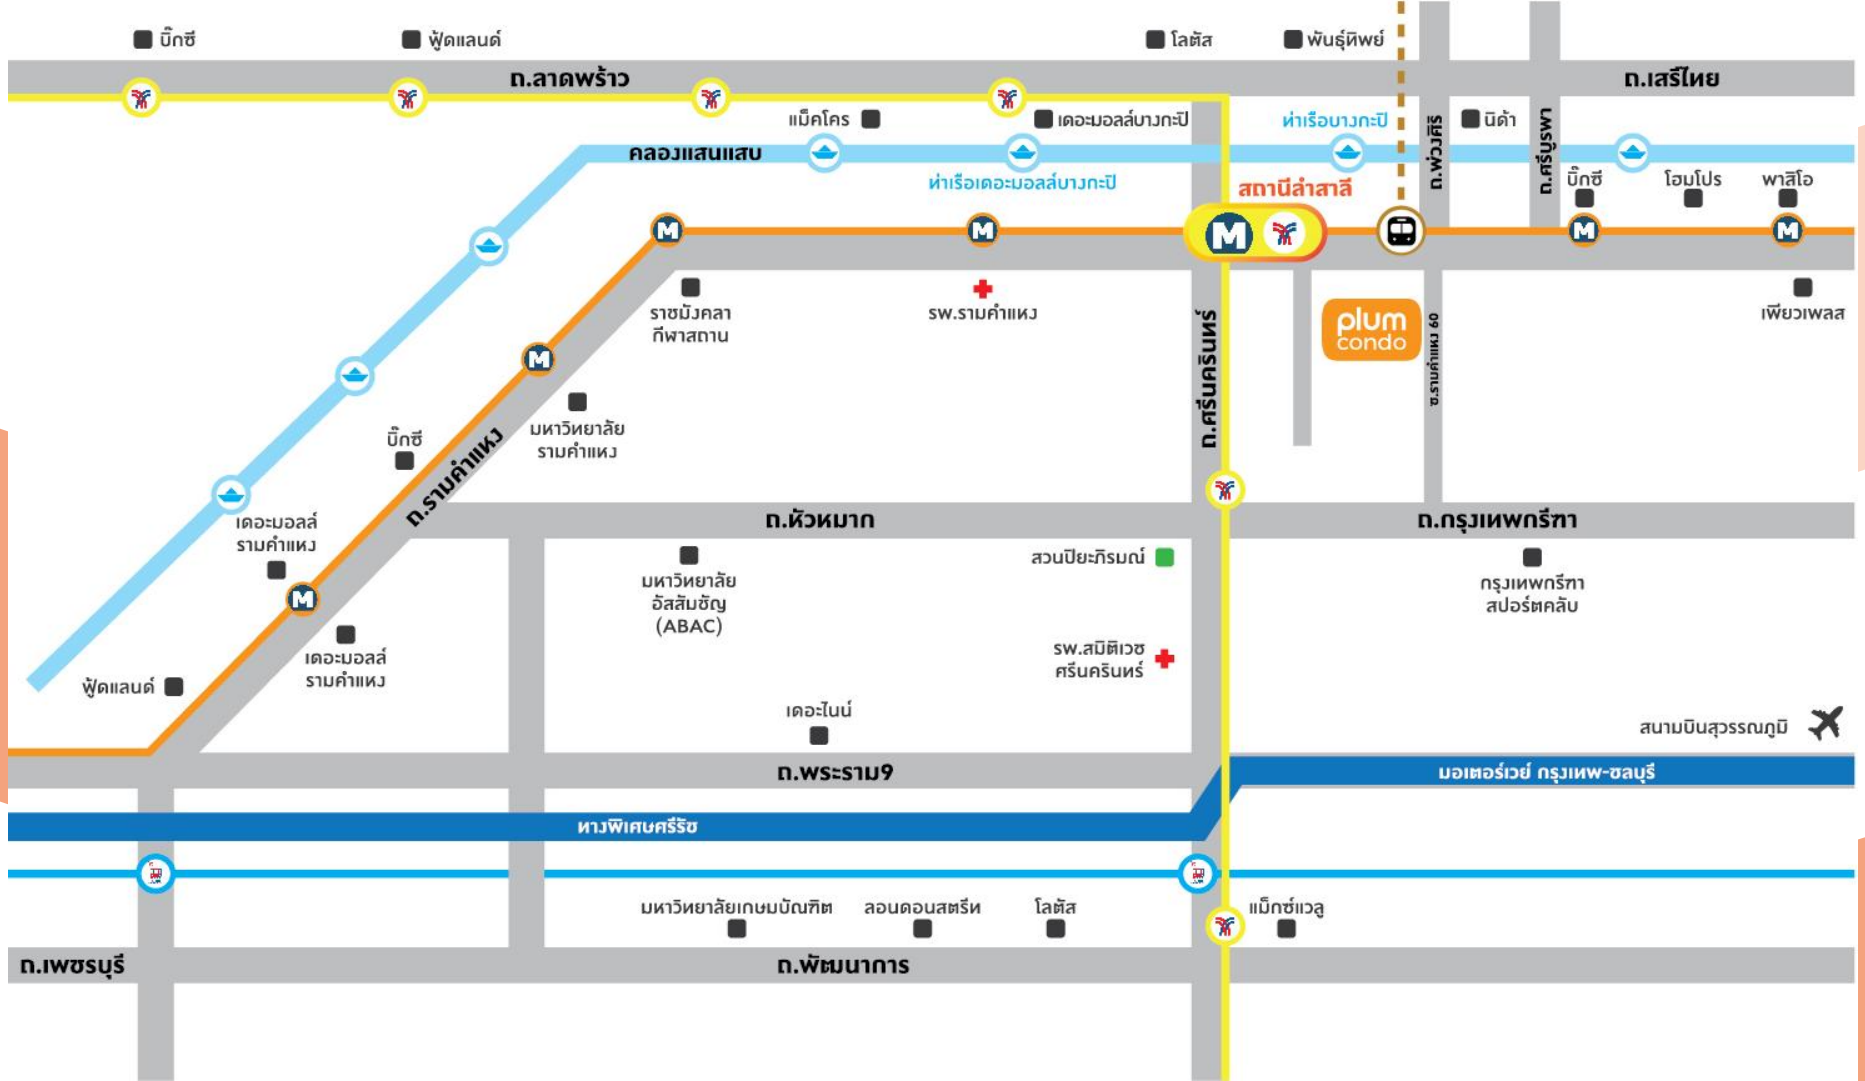 บิ๊กซี
ฟู้ดแลนด์
โลตัส
พันธุ์ทิพย์
ถ.ลาดพร้าว
ถ.เสรีไทย
แม็คโคร
เดอะมอลล์บางกะปิ
ท่าเรือบางกะปิ
ถ.พ่วงศิริ
นิด้า
ถ.ศรีบูรพา
คลองแสนแสบ
ท่าเรือเดอะมอลล์บางกะปิ
สถานีลำสาลี
บิ๊กซี
โฮมโปร
พาสิโอ
M
M
M
M
M
ราชมังคลา
กีฬาสถาน
รพ.รามคำแหง
ถ.ศรีนครินทร์
plum
condo
ซ.รามคำแหง 60
เพียวเพลส
M
มหาวิทยาลัย
รามคำแหง
บิ๊กซี
ถ.รามคำแหง
เดอะมอลล์
รามคำแหง
M
ถ.หัวหมาก
ถ.กรุงเทพกรีฑา
มหาวิทยาลัย
อัสสัมชัญ
(ABAC)
สวนปิยะภิรมณ์
กรุงเทพกรีฑา
สปอร์ตคลับ
เดอะมอลล์
รามคำแหง
รพ.สมิติเวช
ศรีนครินทร์
ฟู้ดแลนด์
เดอะไนน์
สนามบินสุวรรณภูมิ
ถ.พระราม9
มอเตอร์เวย์ กรุงเทพ-ชลบุรี
ทางพิเศษศรีรัช
มหาวิทยาลัยเกษมบัณฑิต
ลอนดอนสตรีท
โลตัส
แม็กซ์แวลู
ถ.เพชรบุรี
ถ.พัฒนาการ